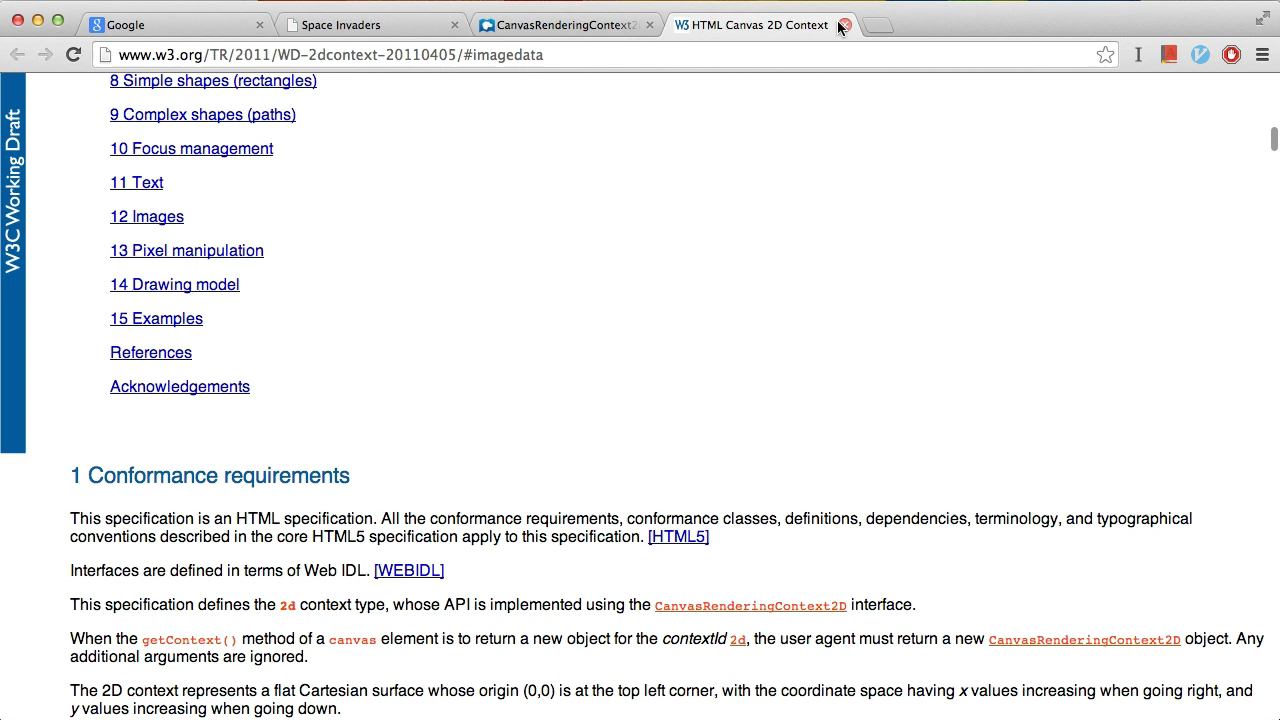 Google
Space Invaders
CanvasRenderingContext2
W3 HTML Canvas 2D Context
www.w3.org/TR/2011/WD-2dcontext-20110405/#imagedata
W3C Working Draft
8 Simple shapes (rectangles)
9 Complex shapes (paths)
10 Focus management
11 Text
12 Images
13 Pixel manipulation
14 Drawing model
15 Examples
References
Acknowledgements
1 Conformance requirements
This specification is an HTML specification. All the conformance requirements, conformance classes, definitions, dependencies, terminology, and typographical
conventions described in the core HTML5 specification apply to this specification. [HTML5]
Interfaces are defined in terms of Web IDL. [WEBIDL]
This specification defines the 2d context type, whose API is implemented using the CanvasRenderingContext2D interface.
When the getContext() method of a canvas element is to return a new object for the contextId 2d, the user agent must return a new CanvasRenderingContext2D object. Any
additional arguments are ignored.
The 2D context represents a flat Cartesian surface whose origin (0,0) is at the top left corner, with the coordinate space having x values increasing when going right, and
y values increasing when going down.